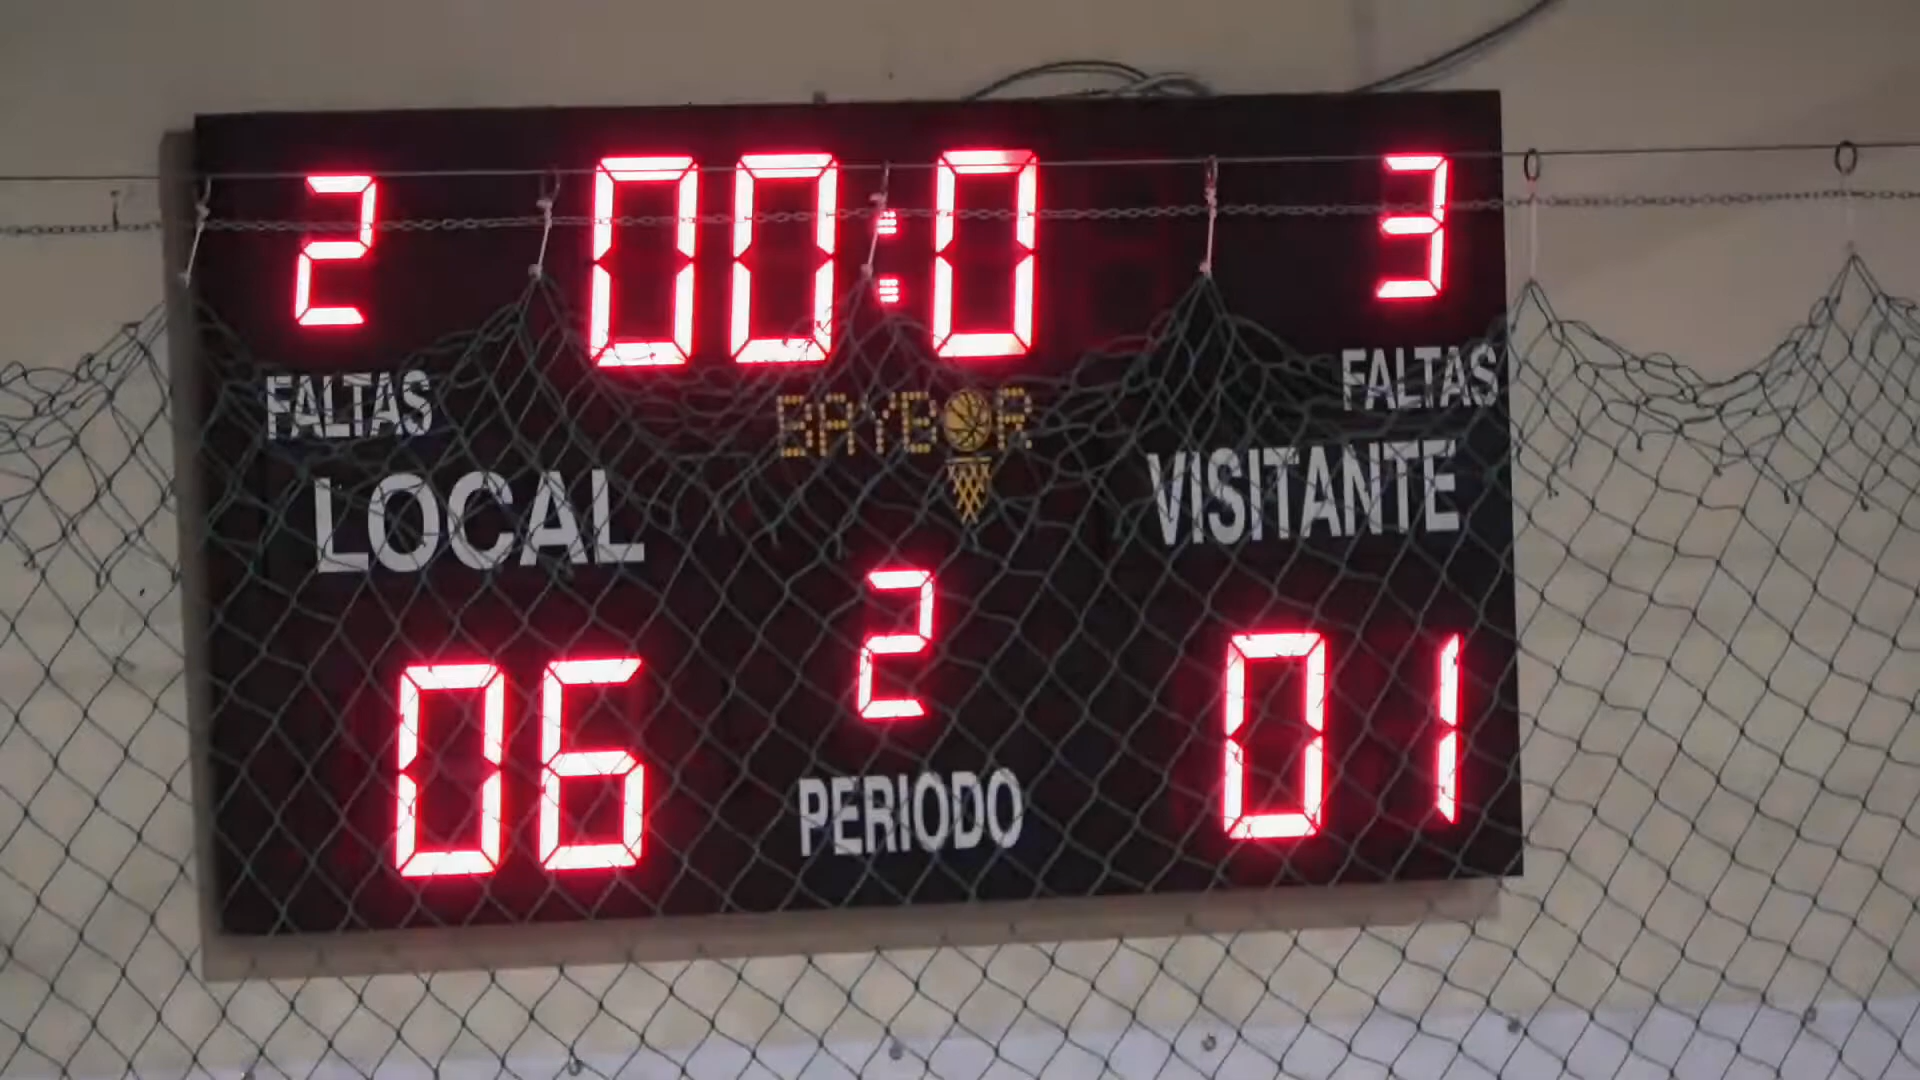 2 00:0 3
FALTAS FALTAS
BAYBOR
LOCAL VISITANTE
2
06 01
PERIODO